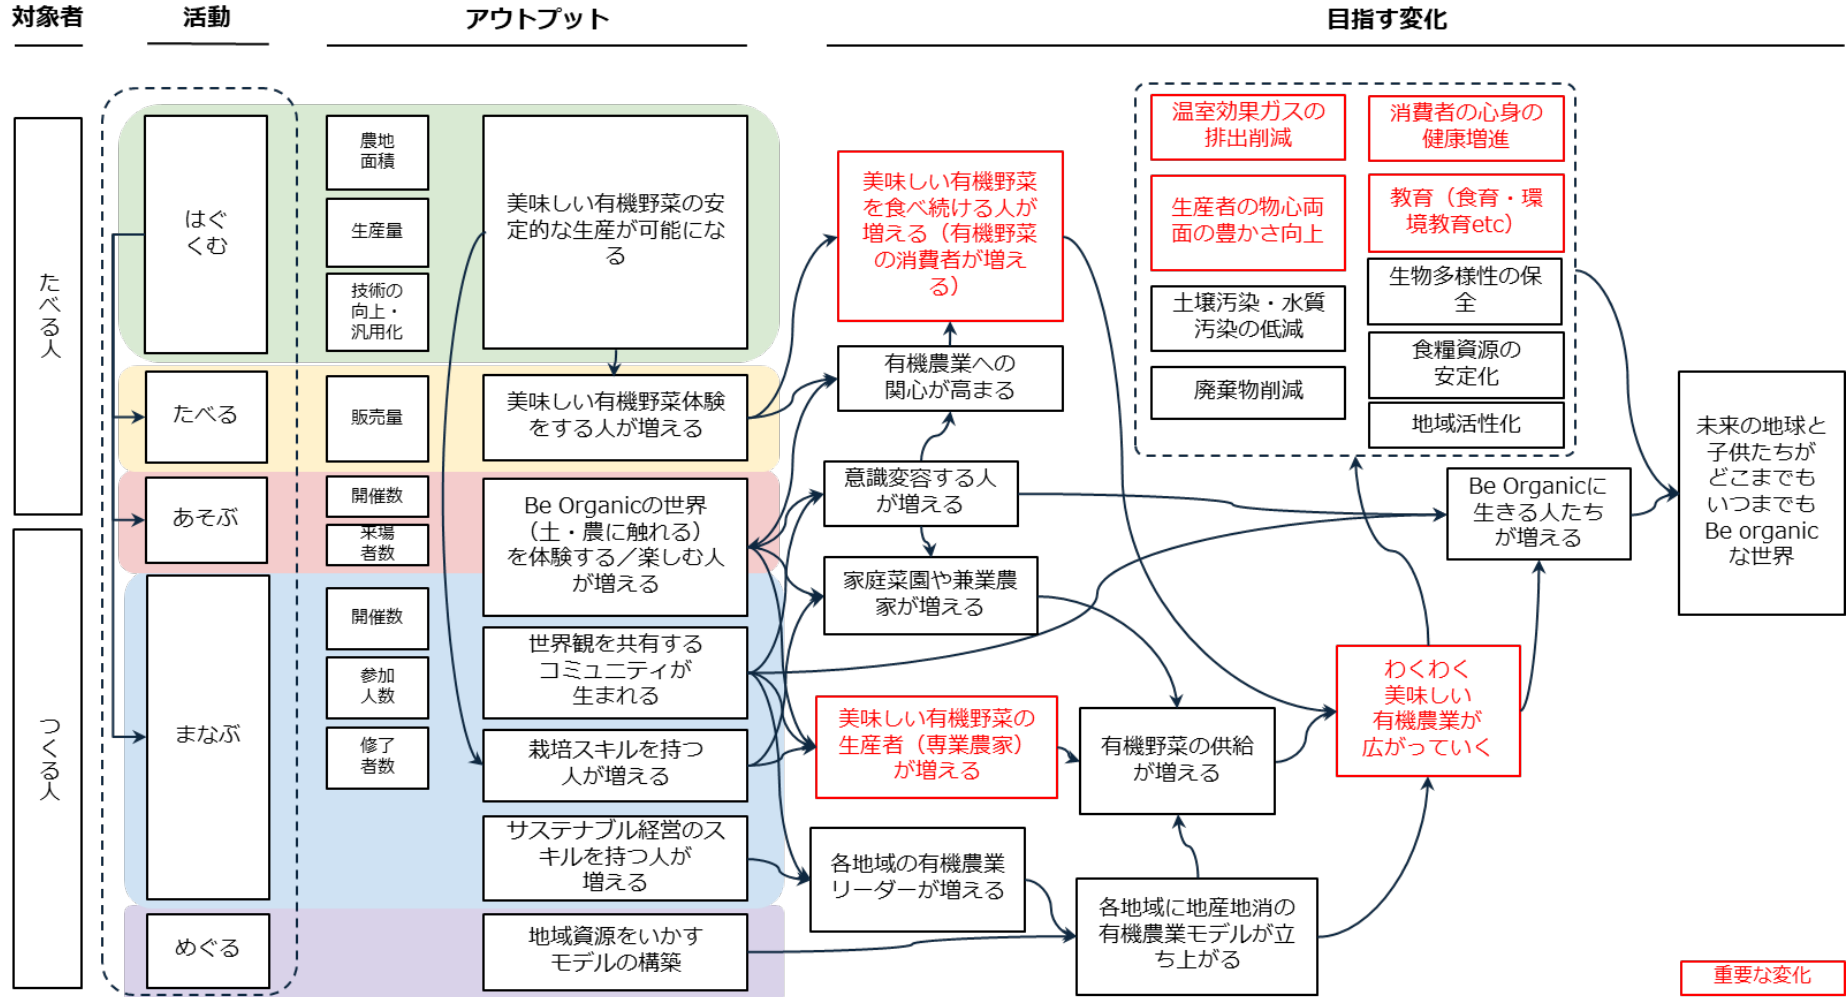 対象者
活動
アウトプット
目指す変化
たべる人
つくる人
はぐ
くむ
たべる
あそぶ
まなぶ
めぐる
農地
面積
生産量
技術の
向上・
汎用化
販売量
開催数
来場
者数
開催数
参加
人数
修了
者数
美味しい有機野菜の安
定的な生産が可能にな
る
美味しい有機野菜体験
をする人が増える
Be Organicの世界
（土・農に触れる）
を体験する／楽しむ人
が増える
世界観を共有する
コミュニティが
生まれる
栽培スキルを持つ
人が増える
サステナブル経営のス
キルを持つ人が
増える
地域資源をいかす
モデルの構築
美味しい有機野菜
を食べ続ける人が
増える（有機野菜
の消費者が増え
る）
有機農業への
関心が高まる
意識変容する人
が増える
家庭菜園や兼業農
家が増える
美味しい有機野菜の
生産者（専業農家）
が増える
各地域の有機農業
リーダーが増える
有機野菜の供給
が増える
各地域に地産地消の
有機農業モデルが立
ち上がる
温室効果ガスの
排出削減
消費者の心身の
健康増進
生産者の物心両
面の豊かさ向上
教育（食育・環
境教育etc）
土壌汚染・水質
汚染の低減
生物多様性の保
全
廃棄物削減
食糧資源の
安定化
地域活性化
わくわく
美味しい
有機農業が
広がっていく
Be Organicに
生きる人たち
が増える
未来の地球と
子供たちが
どこまでも
いつまでも
Be organic
な世界
重要な変化